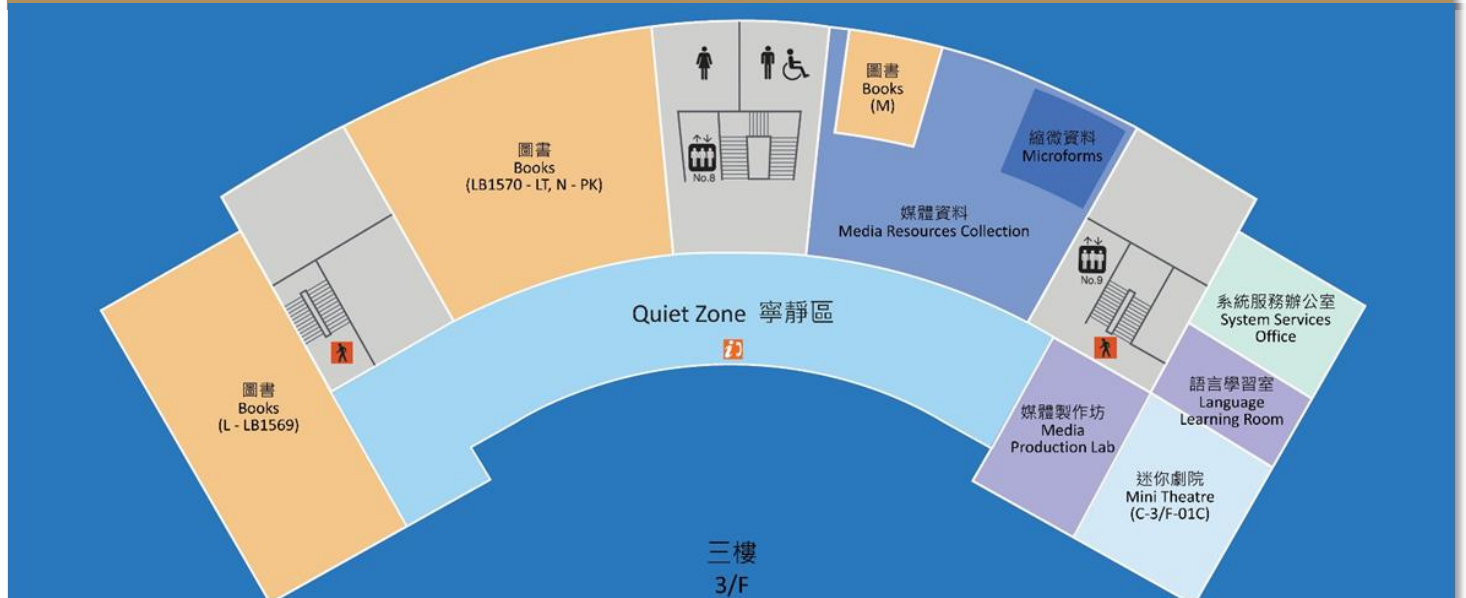 圖書
Books
(L - LB1569)
圖書
Books
(LB1570 - LT, N - PK)
No.8
圖書
Books
(M)
縮微資料
Microforms
媒體資料
Media Resources Collection
No.9
Quiet Zone 寧靜區
系統服務辦公室
System Services
Office
語言學習室
Language
Learning Room
媒體製作坊
Media
Production Lab
迷你劇院
Mini Theatre
(C-3/F-01C)
三樓
3/F